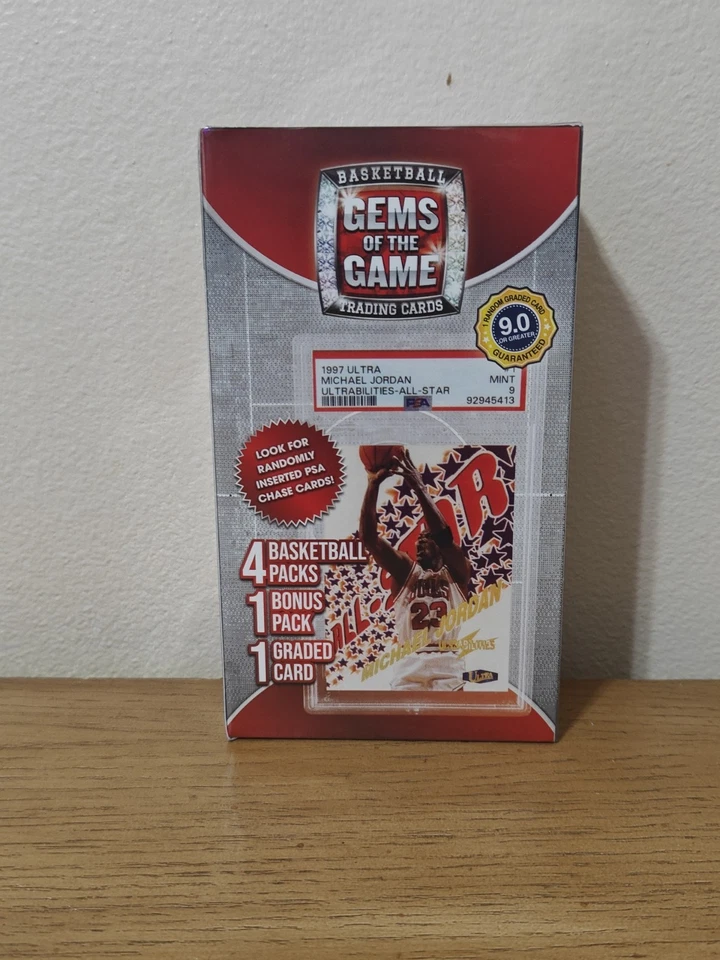 BASKETBALL
GEMS
OF THE
GAME
TRADING CARDS
1 RANDOM GRADED CARD
9.0
OR GREATER
GUARANTEED
1997 ULTRA
MICHAEL JORDAN
MINT
ULTRABILITIES-ALL-STAR
9
PSA
92945413
LOOK FOR
RANDOMLY
INSERTED PSA
CHASE CARDS!
4 BASKETBALL
PACKS
1 BONUS
PACK
1 GRADED
CARD
ALL-STAR
23
MICHAEL JORDAN
ULTRA